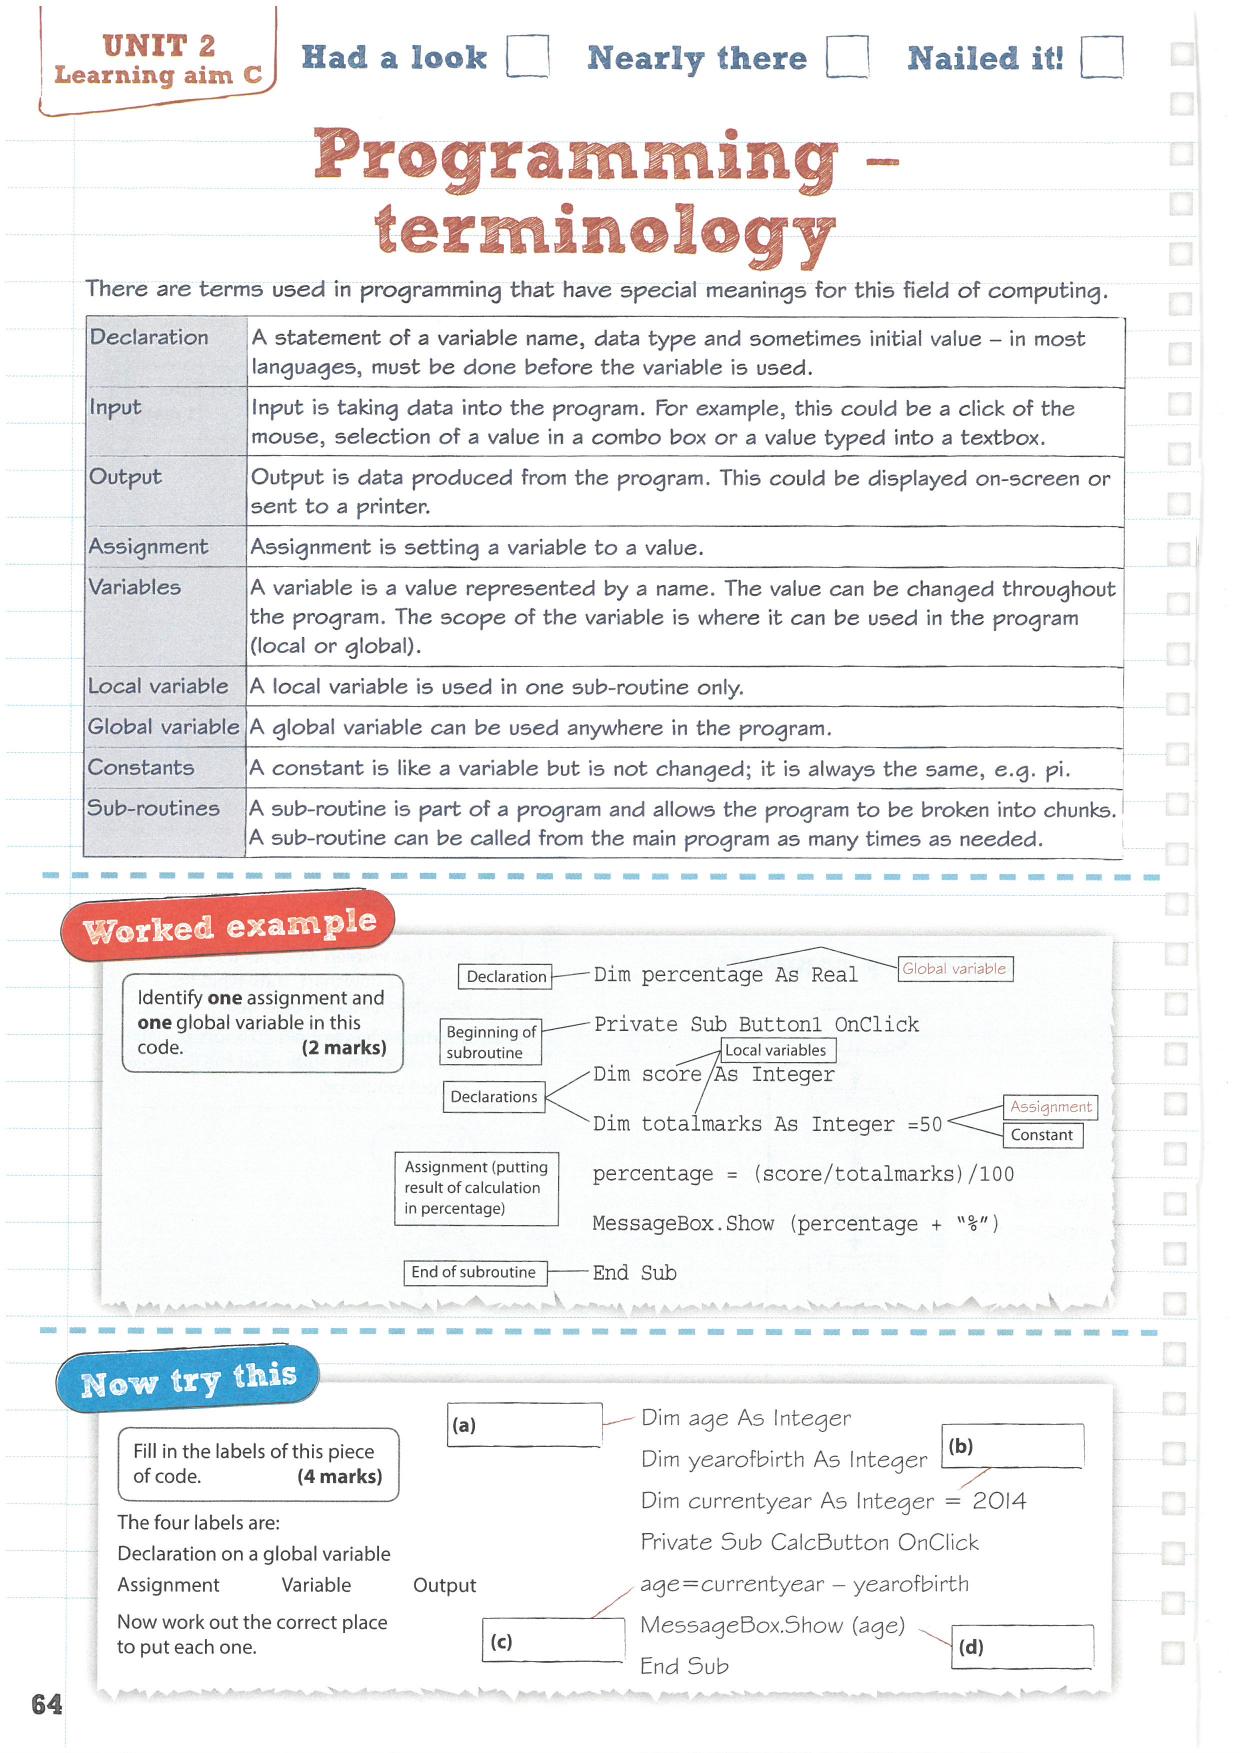 UNIT 2
Learning aim C
Had a look Nearly there Nailed it!
Programming –
terminology
There are terms used in programming that have special meanings for this field of computing.
Declaration A statement of a variable name, data type and sometimes initial value – in most
languages, must be done before the variable is used.
Input Input is taking data into the program. For example, this could be a click of the
mouse, selection of a value in a combo box or a value typed into a textbox.
Output Output is data produced from the program. This could be displayed on-screen or
sent to a printer.
Assignment Assignment is setting a variable to a value.
Variables A variable is a value represented by a name. The value can be changed throughout
the program. The scope of the variable is where it can be used in the program
(local or global).
Local variable A local variable is used in one sub-routine only.
Global variable A global variable can be used anywhere in the program.
Constants A constant is like a variable but is not changed; it is always the same, e.g. pi.
Sub-routines A sub-routine is part of a program and allows the program to be broken into chunks.
A sub-routine can be called from the main program as many times as needed.
Worked example
Identify one assignment and
one global variable in this
code. (2 marks)
Declaration Dim percentage As Real Global variable
Beginning of
subroutine
Private Sub Button1 OnClick
Local variables
Dim score As Integer
Declarations
Dim totalmarks As Integer =50
Assignment
Constant
Assignment (putting
result of calculation
in percentage)
percentage = (score/totalmarks)/100
MessageBox.Show (percentage + "%")
End of subroutine End Sub
Now try this
Fill in the labels of this piece
of code. (4 marks)
The four labels are:
Declaration on a global variable
Assignment Variable Output
Now work out the correct place
to put each one.
(a) Dim age As Integer
Dim yearofbirth As Integer (b)
Dim currentyear As Integer = 2014
Private Sub CalcButton OnClick
age=currentyear – yearofbirth
(c) MessageBox.Show (age) (d)
End Sub
64